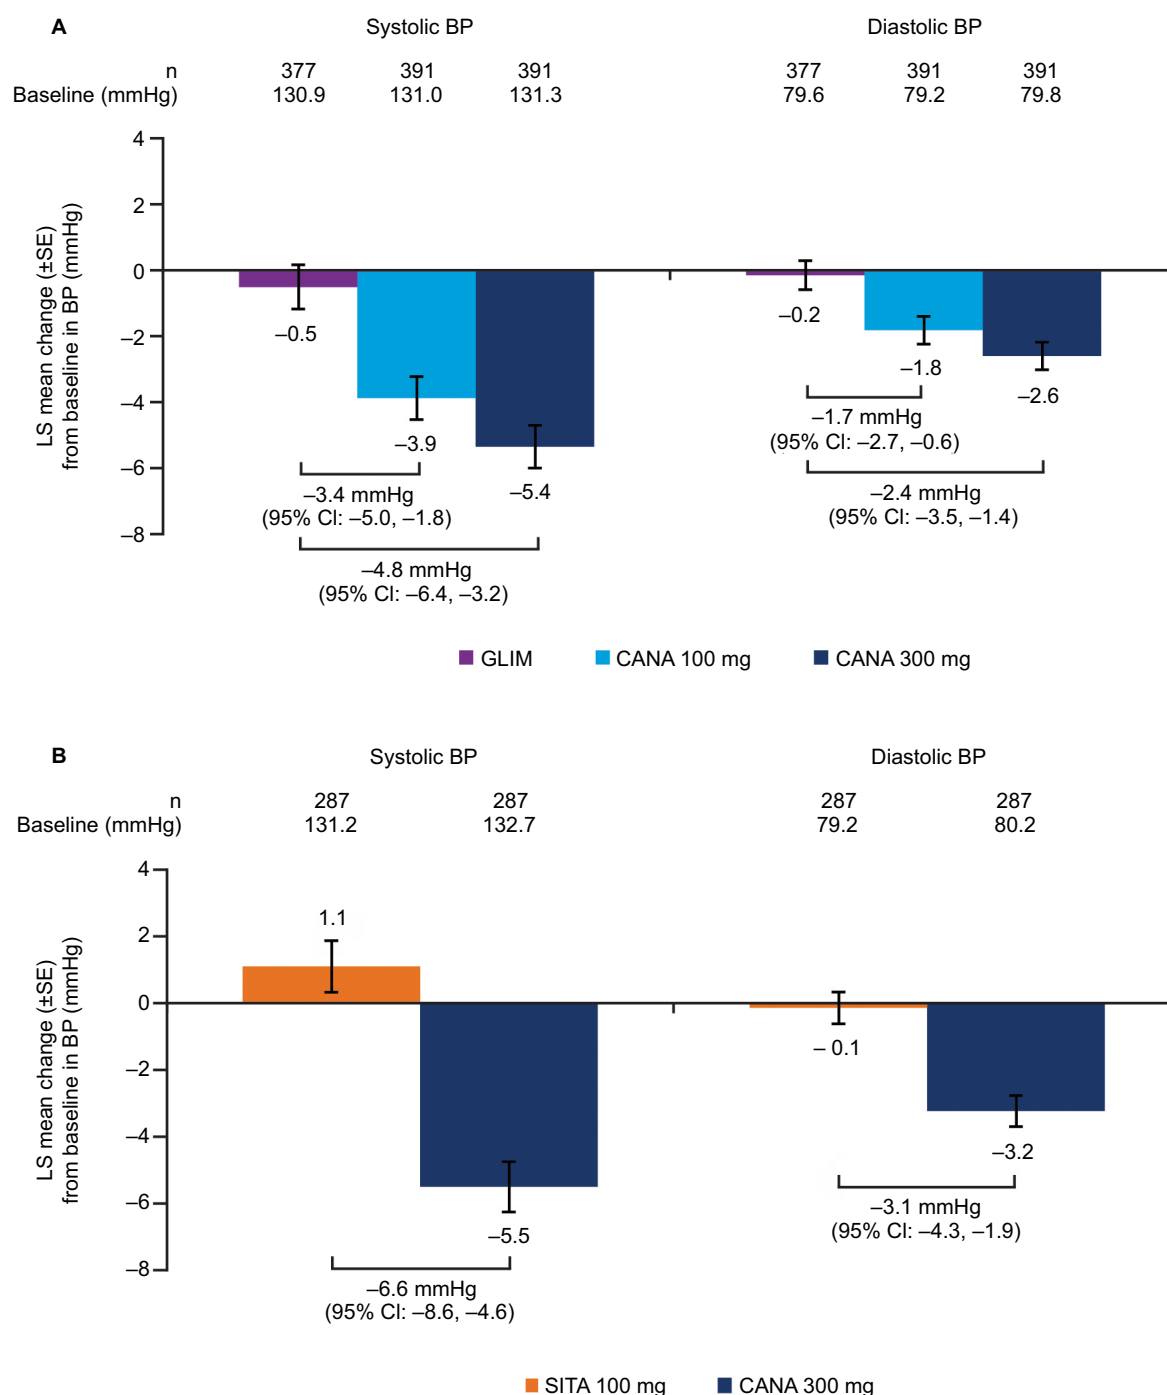 A
Systolic BP Diastolic BP
n 377 391 391 377 391 391
Baseline (mmHg) 130.9 131.0 131.3 79.6 79.2 79.8
LS mean change (±SE)
from baseline in BP (mmHg)
4
2
0
–2
–4
–6
–8
–0.5
–3.9
–5.4
–3.4 mmHg
(95% CI: –5.0, –1.8)
–4.8 mmHg
(95% CI: –6.4, –3.2)
–0.2
–1.8
–2.6
–1.7 mmHg
(95% CI: –2.7, –0.6)
–2.4 mmHg
(95% CI: –3.5, –1.4)
GLIM CANA 100 mg CANA 300 mg
B
Systolic BP Diastolic BP
n 287 287 287 287
Baseline (mmHg) 131.2 132.7 79.2 80.2
LS mean change (±SE)
from baseline in BP (mmHg)
4
2
0
–2
–4
–6
–8
1.1
–5.5
–6.6 mmHg
(95% CI: –8.6, –4.6)
– 0.1
–3.2
–3.1 mmHg
(95% CI: –4.3, –1.9)
SITA 100 mg CANA 300 mg